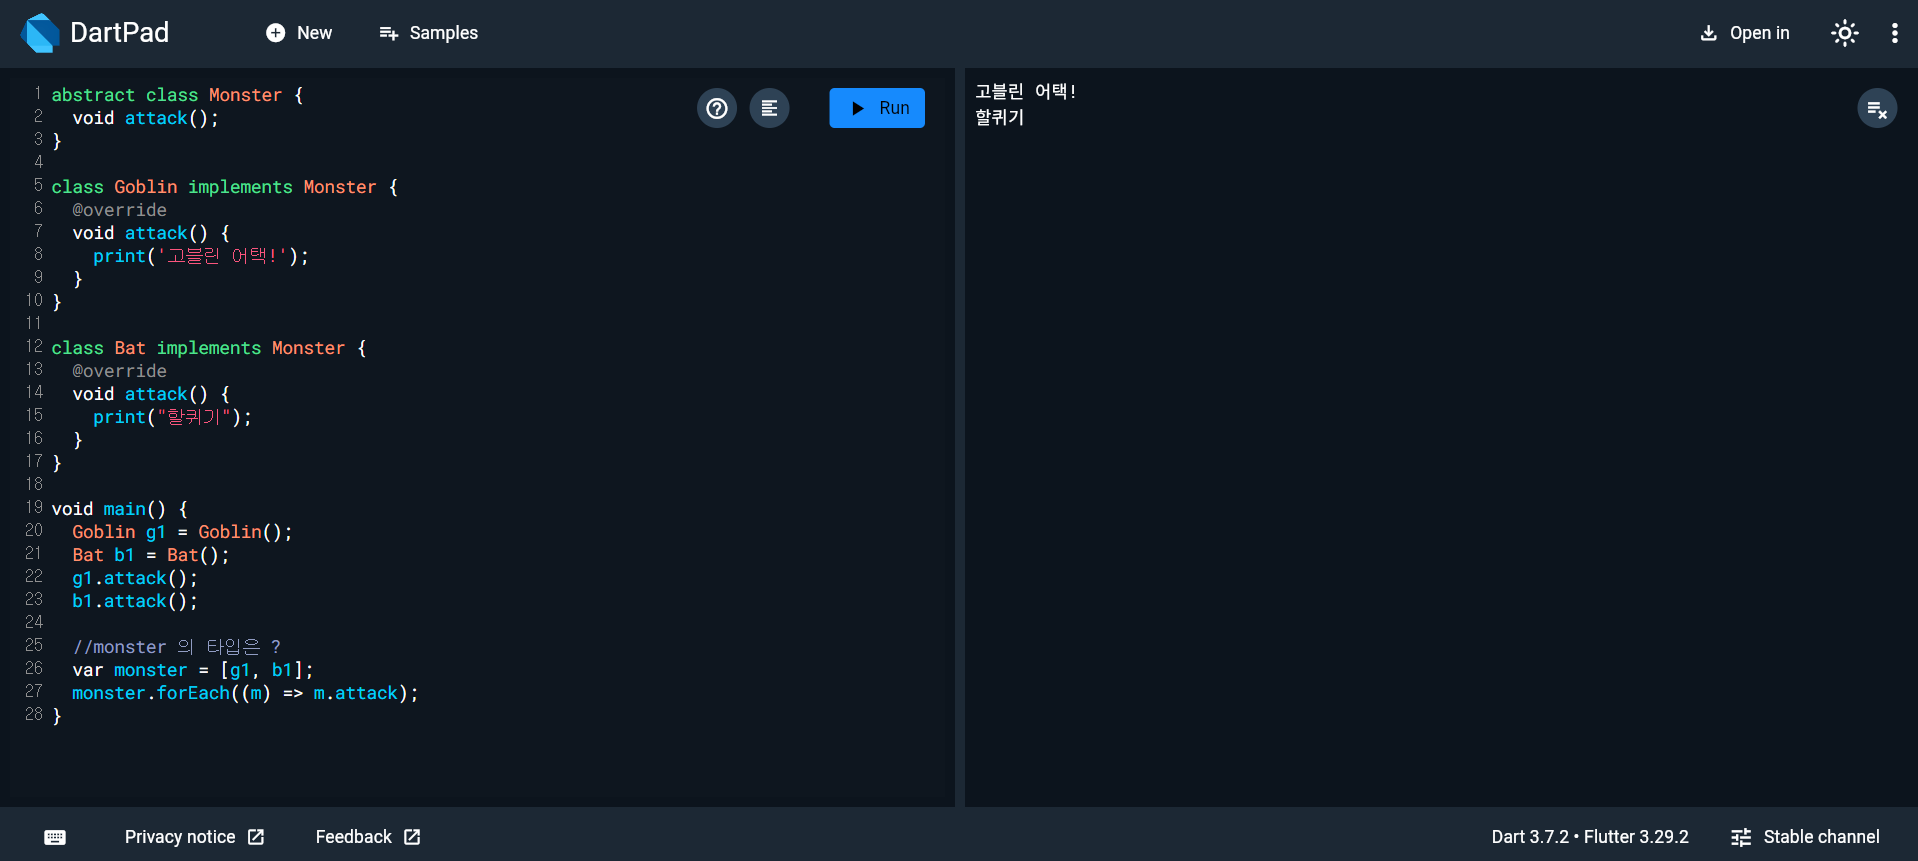 DartPad
New
Samples
Open in
1 abstract class Monster {
2   void attack();
3 }
4
5 class Goblin implements Monster {
6   @override
7   void attack() {
8     print('고블린 어택!');
9   }
10 }
11
12 class Bat implements Monster {
13   @override
14   void attack() {
15     print("할퀴기");
16   }
17 }
18
19 void main() {
20   Goblin g1 = Goblin();
21   Bat b1 = Bat();
22   g1.attack();
23   b1.attack();
24
25   //monster 의 타입은 ?
26   var monster = [g1, b1];
27   monster.forEach((m) => m.attack);
28 }
Run
고블린 어택!
할퀴기
Privacy notice
Feedback
Dart 3.7.2 • Flutter 3.29.2
Stable channel